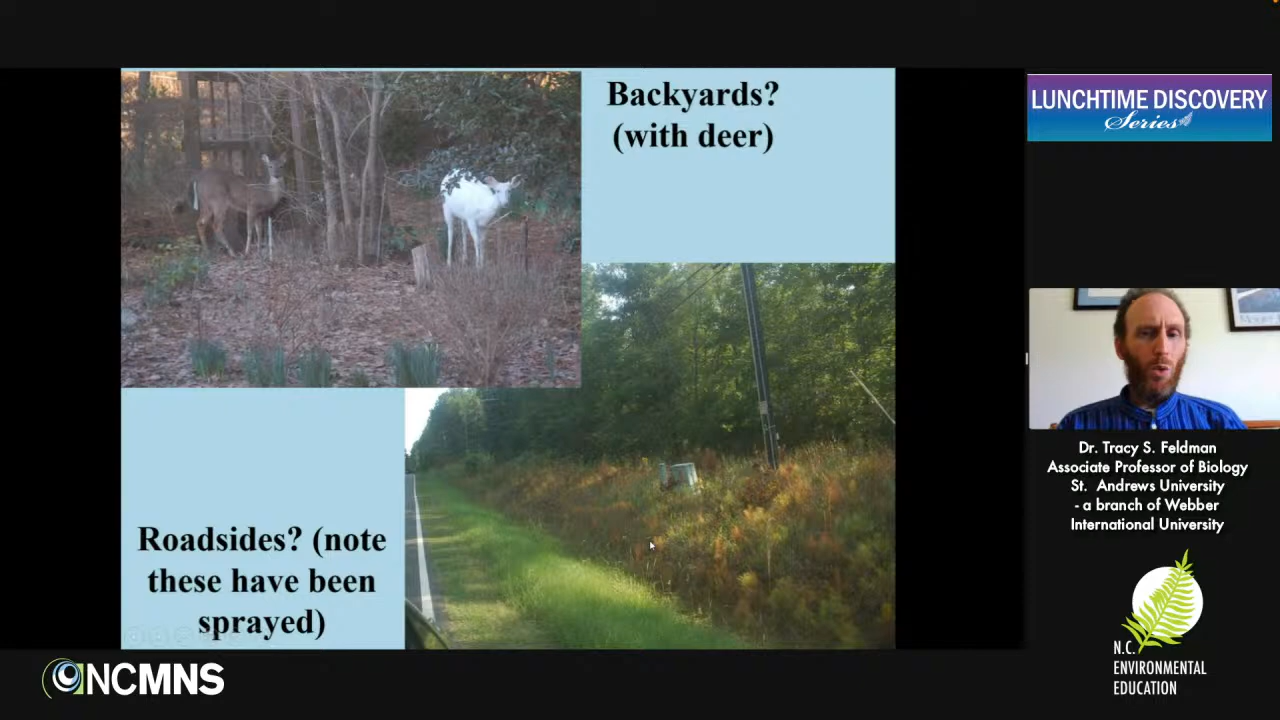 Backyards?
(with deer)
Roadsides? (note
these have been
sprayed)
LUNCHTIME DISCOVERY
Series
Dr. Tracy S. Feldman
Associate Professor of Biology
St. Andrews University
- a branch of Webber
International University
N.C.
ENVIRONMENTAL
EDUCATION
NCMNS